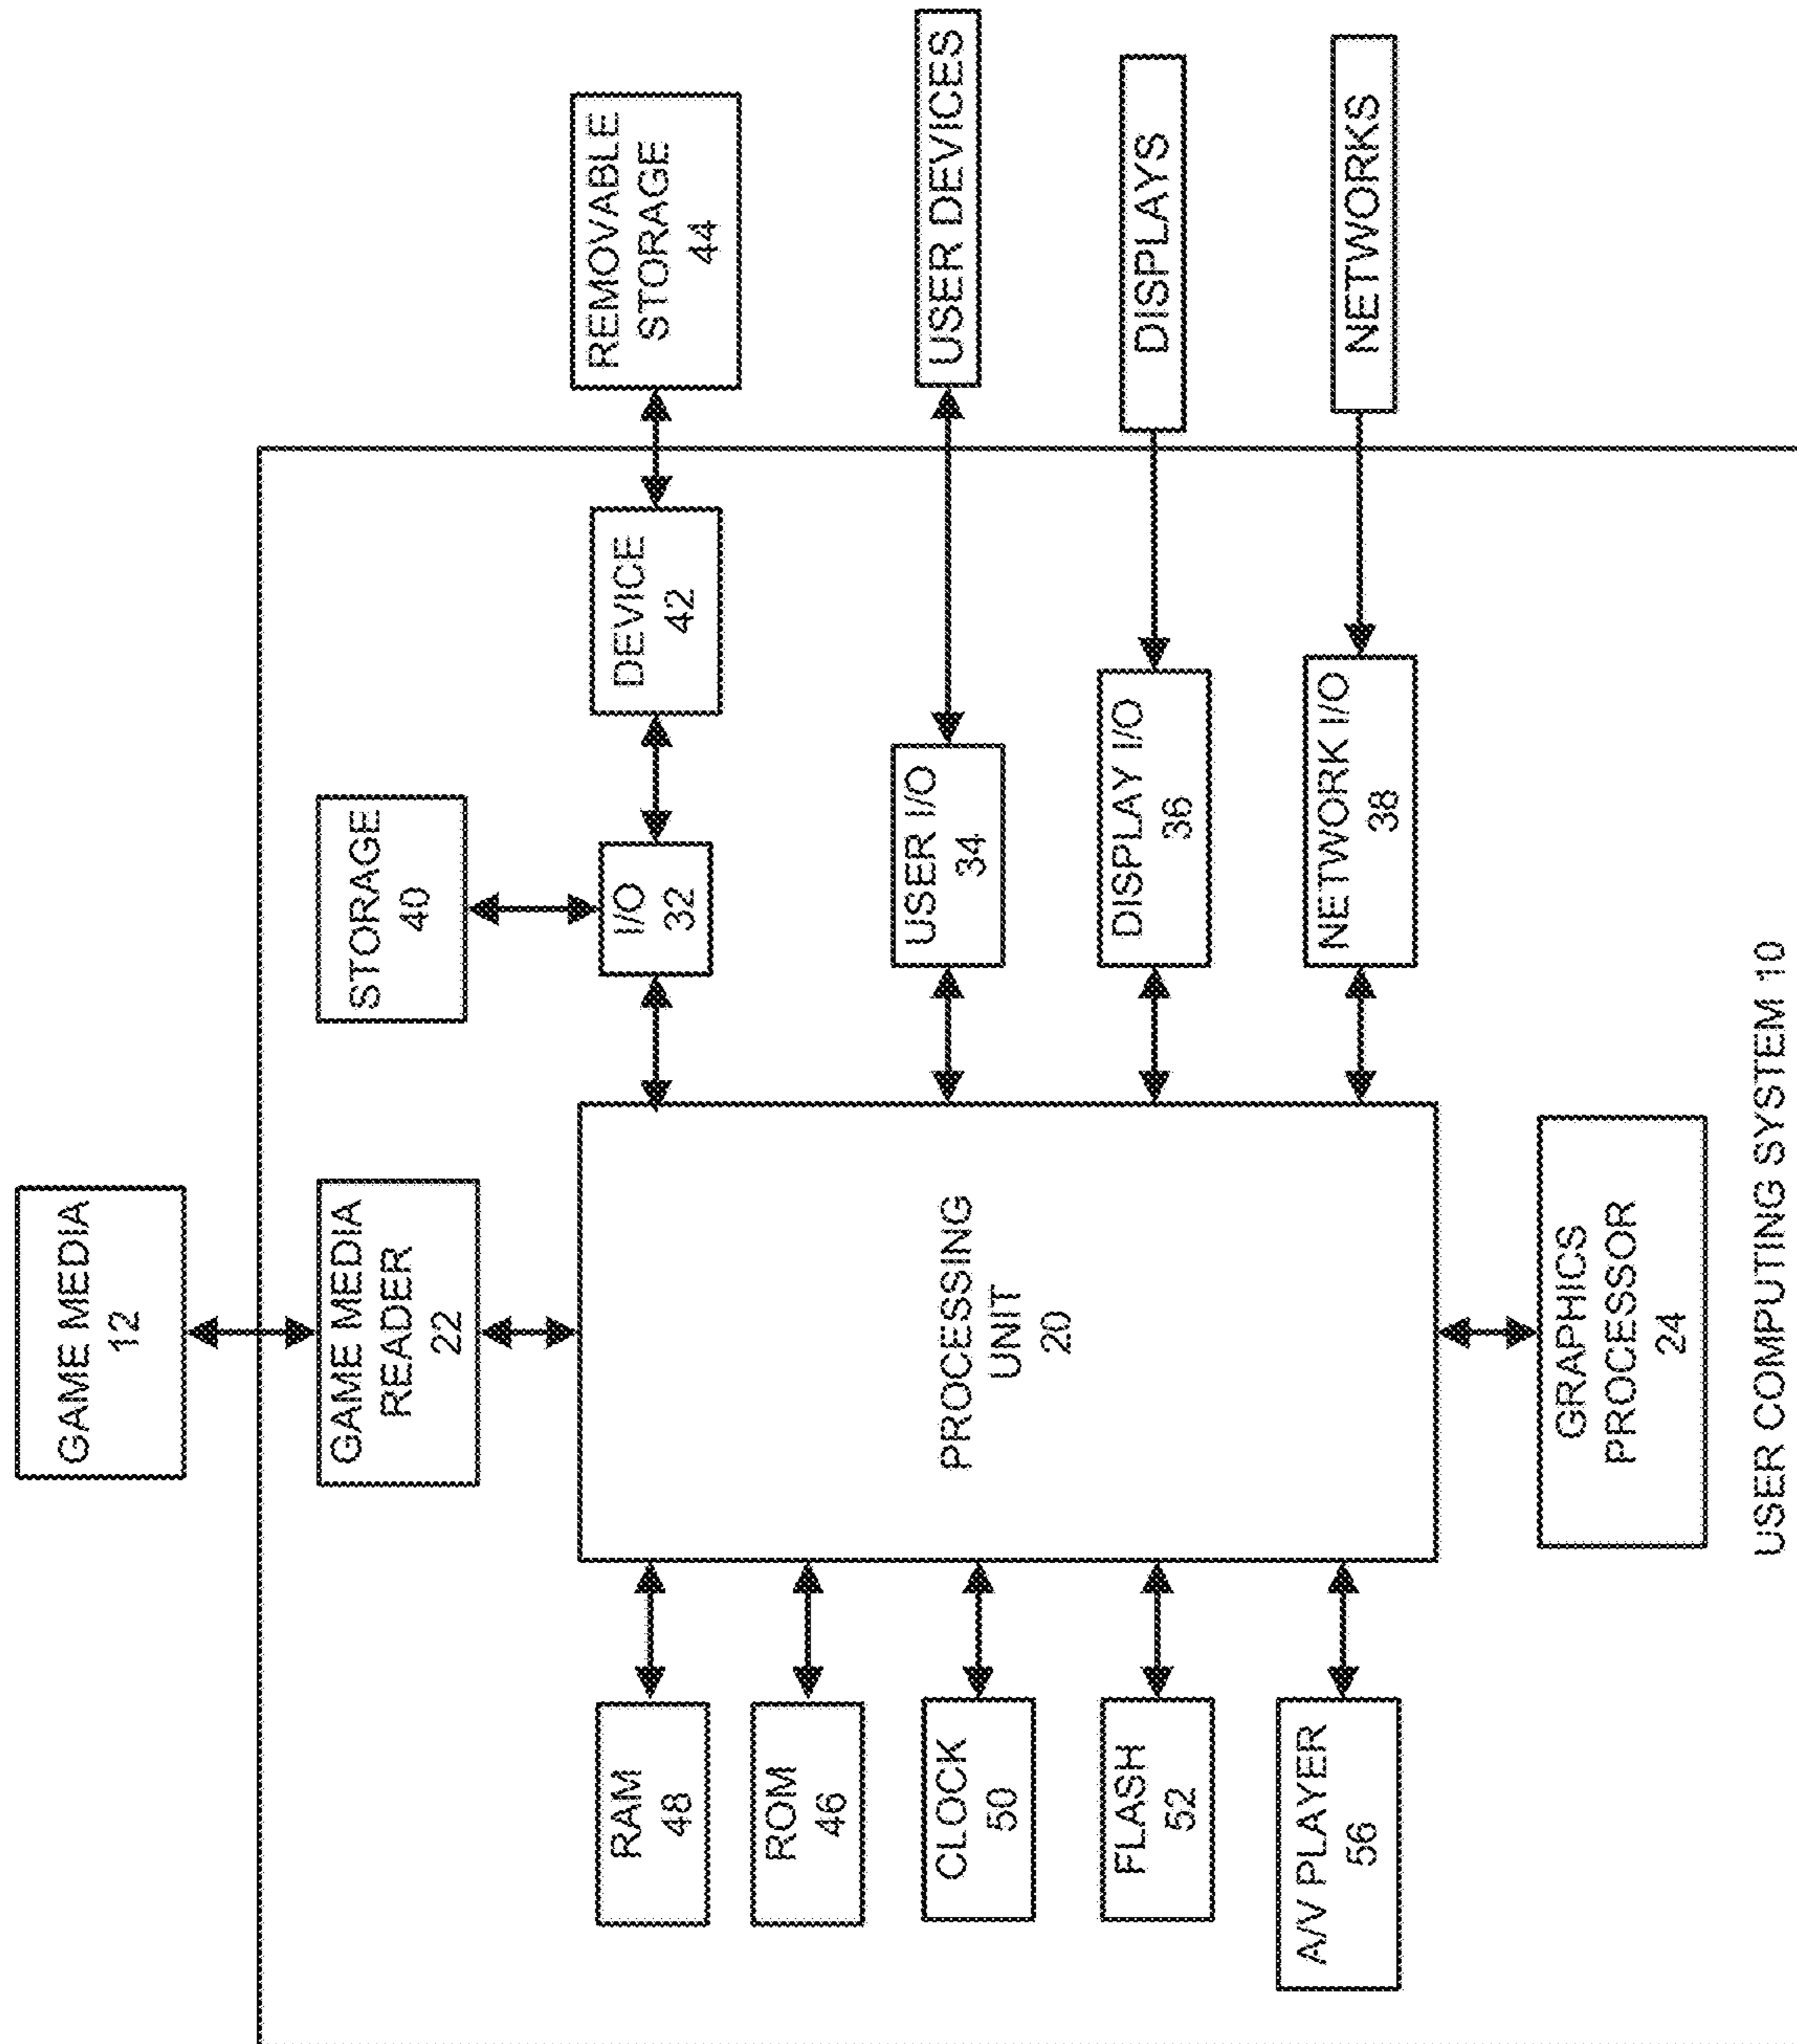 GAME MEDIA
12
GAME MEDIA
READER
22
STORAGE
40
RAM
48
ROM
46
CLOCK
50
FLASH
52
A/V PLAYER
56
PROCESSING
UNIT
20
I/O
32
DEVICE
42
REMOVABLE
STORAGE
44
USER I/O
34
USER DEVICES
DISPLAY I/O
36
DISPLAYS
NETWORK I/O
38
NETWORKS
GRAPHICS
PROCESSOR
24
USER COMPUTING SYSTEM 10